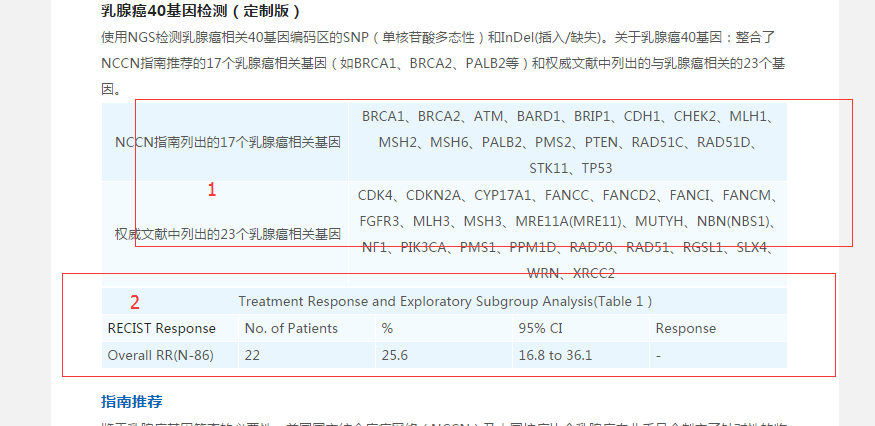 乳腺癌40基因检测（定制版）
使用NGS检测乳腺癌相关40基因编码区的SNP（单核苷酸多态性）和InDel(插入/缺失)。关于乳腺癌40基因：整合了
NCCN指南推荐的17个乳腺癌相关基因（如BRCA1、BRCA2、PALB2等）和权威文献中列出的与乳腺癌相关的23个基
因。
NCCN指南列出的17个乳腺癌相关基因
BRCA1、BRCA2、ATM、BARD1、BRIP1、CDH1、CHEK2、MLH1、
MSH2、MSH6、PALB2、PMS2、PTEN、RAD51C、RAD51D、
STK11、TP53
1
权威文献中列出的23个乳腺癌相关基因
CDK4、CDKN2A、CYP17A1、FANCC、FANCD2、FANCI、FANCM、
FGFR3、MLH3、MSH3、MRE11A(MRE11)、MUTYH、NBN(NBS1)、
NF1、PIK3CA、PMS1、PPM1D、RAD50、RAD51、RGSL1、SLX4、
WRN、XRCC2
2
Treatment Response and Exploratory Subgroup Analysis(Table 1 )
RECIST Response No. of Patients % 95% CI Response
Overall RR(N-86) 22 25.6 16.8 to 36.1 -
指南推荐